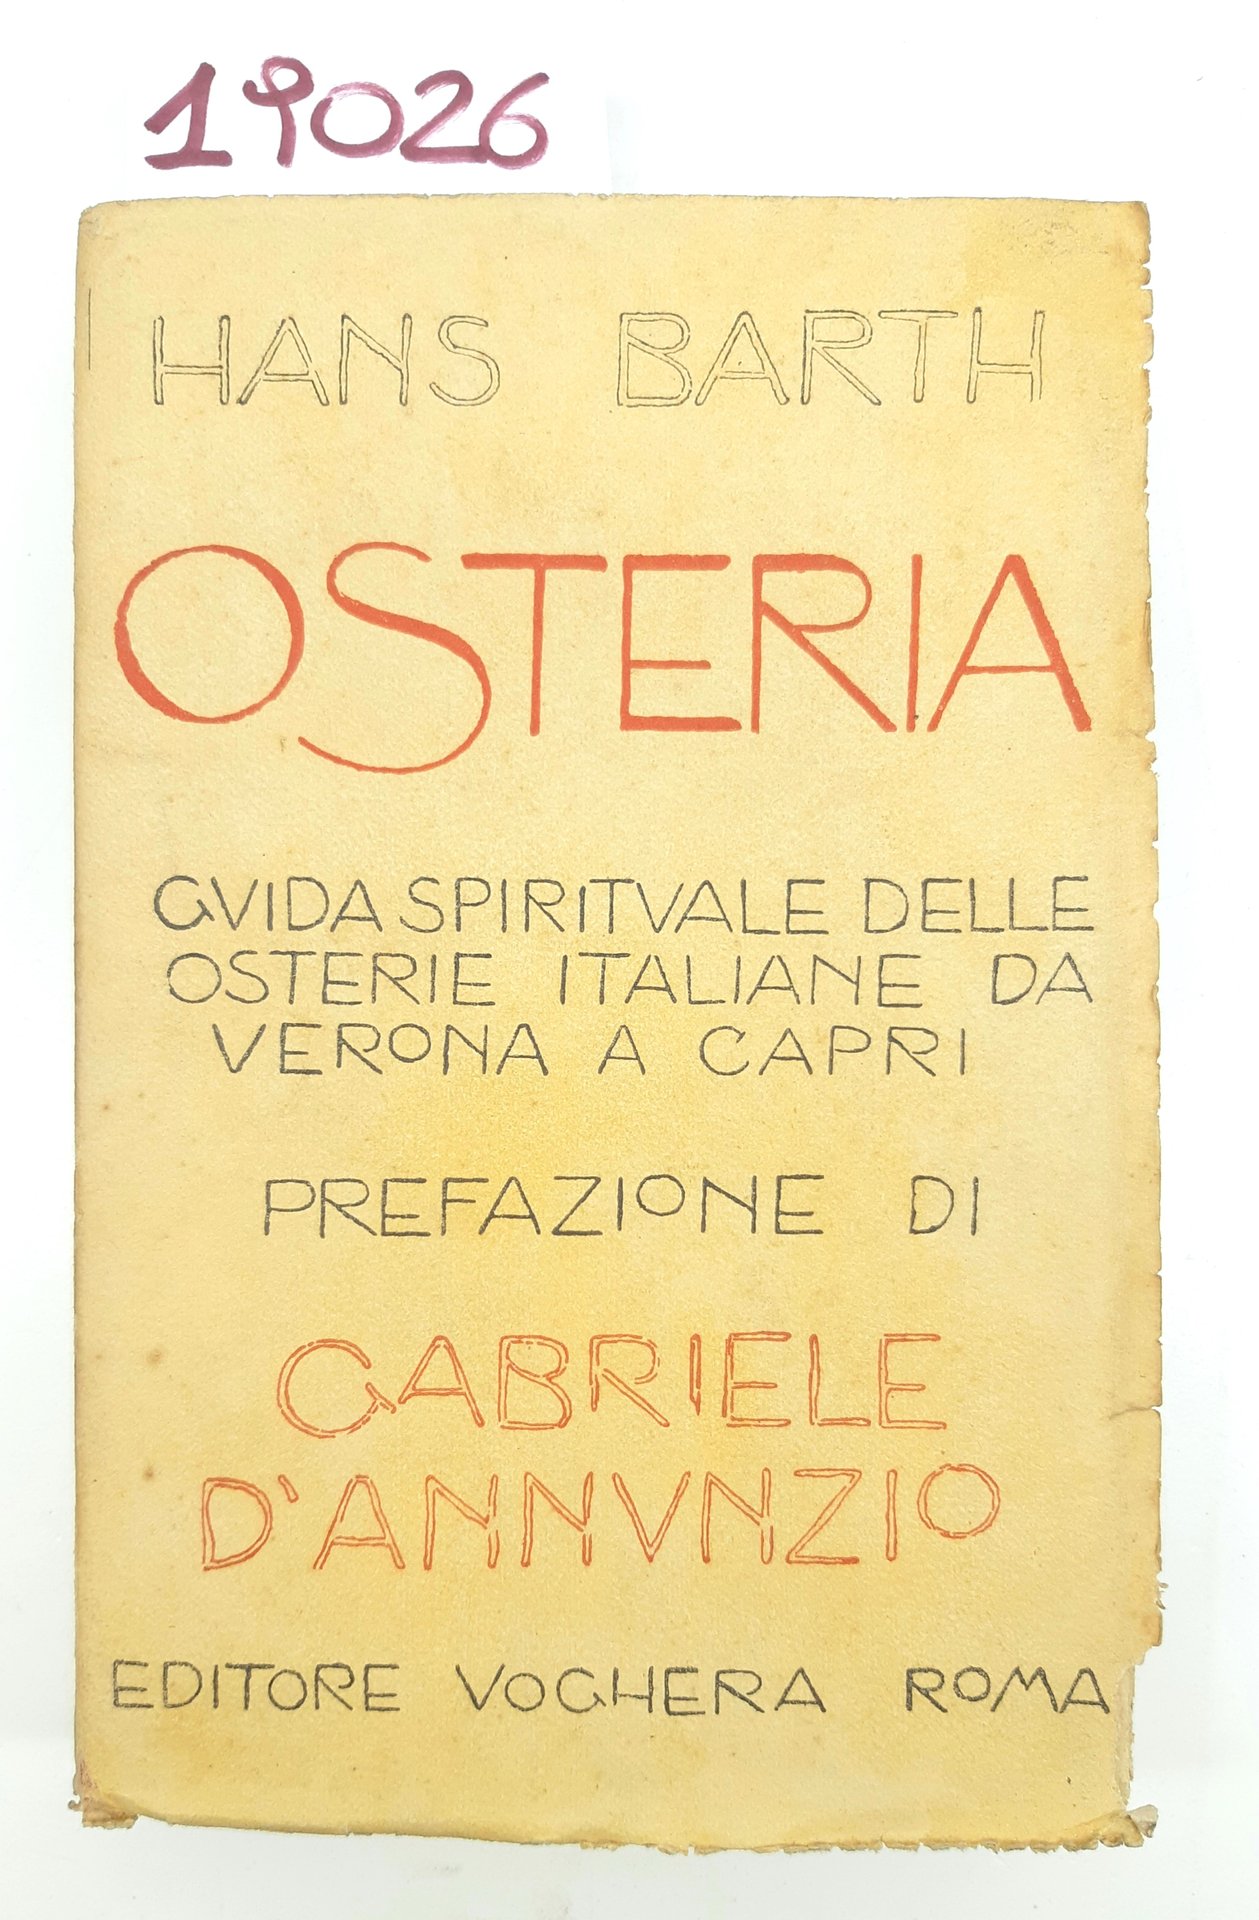 19026
HANS BARTH
OSTERIA
GVIDA SPIRITVALE DELLE
OSTERIE ITALIANE DA
VERONA A CAPRI
PREFAZIONE DI
GABRIELE
D'ANNVNZIO
EDITORE VOGHERA ROMA